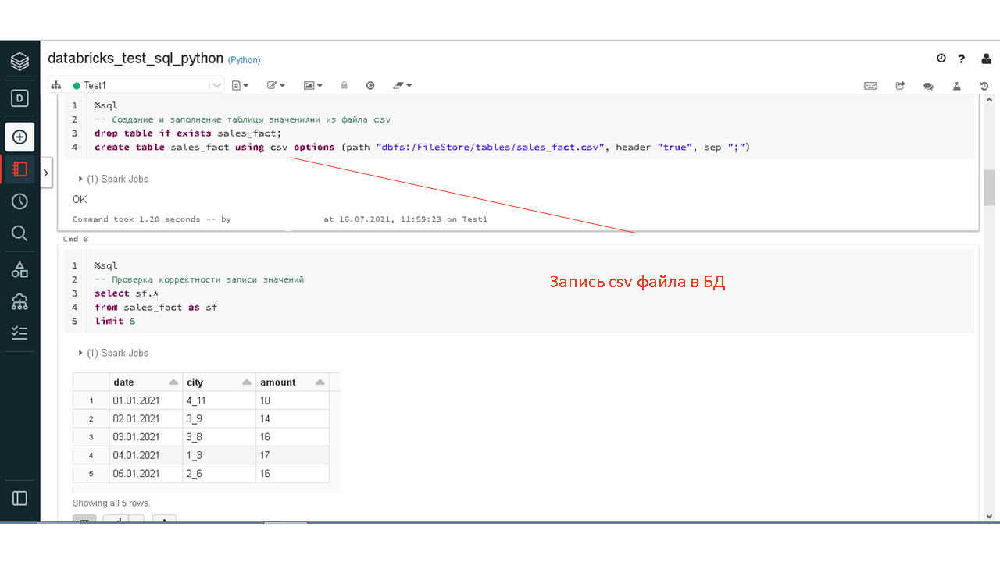 databricks_test_sql_python (Python)
Test1
1 %sql
2 -- Создание и заполнение таблицы значениями из файла csv
3 drop table if exists sales_fact;
4 create table sales_fact using csv options (path "dbfs:/FileStore/tables/sales_fact.csv", header "true", sep ";")
(1) Spark Jobs
OK
Command took 1.28 seconds -- by at 16.07.2021, 11:59:23 on Test1
Cmd 8
1 %sql
2 -- Проверка корректности записи значений
3 select sf.*
4 from sales_fact as sf
5 limit 5
Запись csv файла в БД
(1) Spark Jobs
date city amount
1 01.01.2021 4_11 10
2 02.01.2021 3_9 14
3 03.01.2021 3_8 16
4 04.01.2021 1_3 17
5 05.01.2021 2_6 16
Showing all 5 rows.